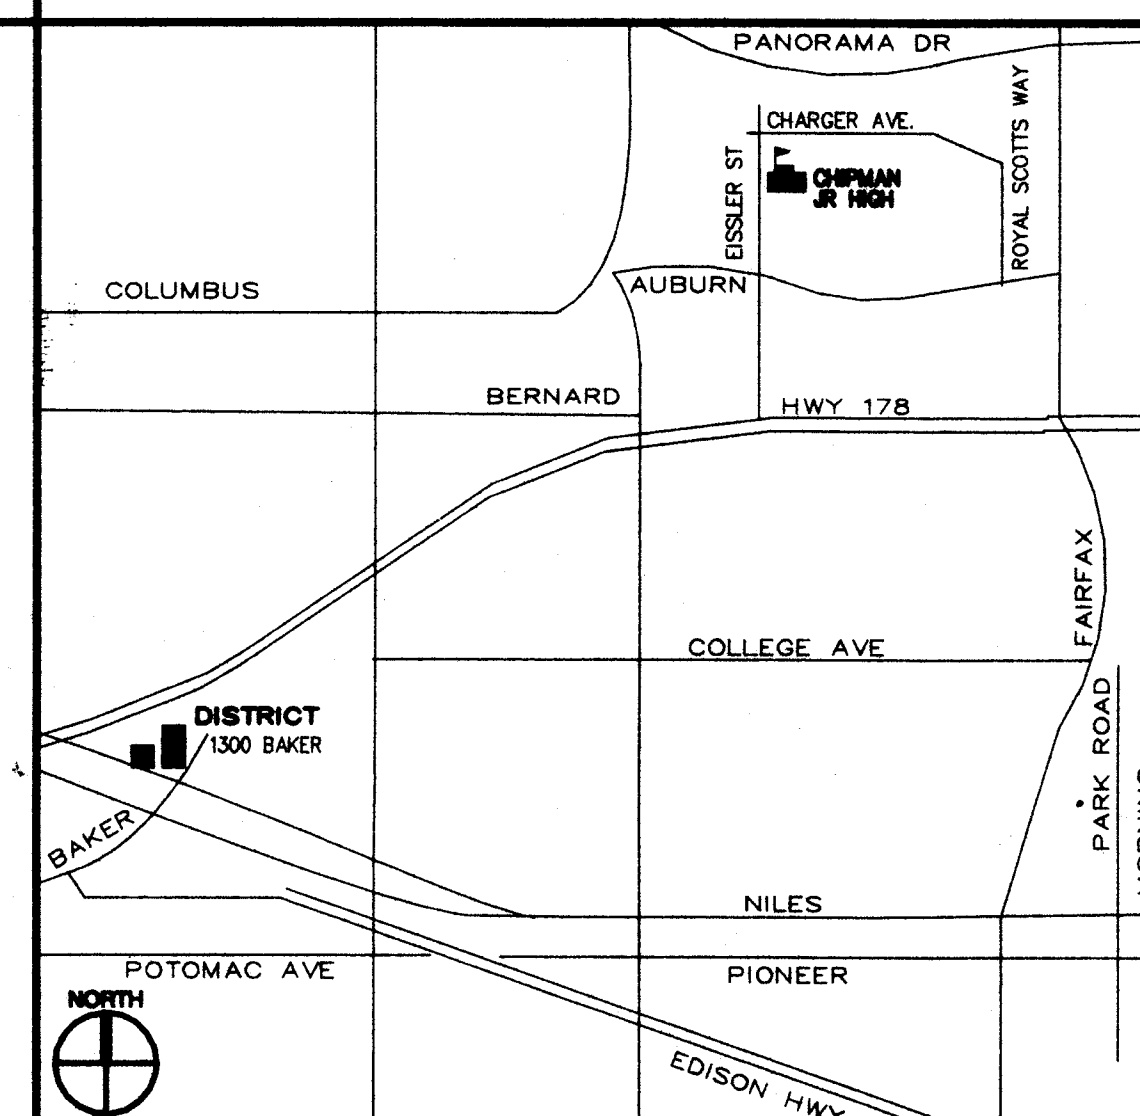 PANORAMA DR
CHARGER AVE.
ROYAL SCOTTS WAY
EISSLER ST
CHIPMAN
JR HIGH
COLUMBUS
AUBURN
BERNARD
HWY 178
FAIRFAX
COLLEGE AVE
DISTRICT
1300 BAKER
PARK ROAD
BAKER
NILES
POTOMAC AVE
PIONEER
NORTH
EDISON HWY